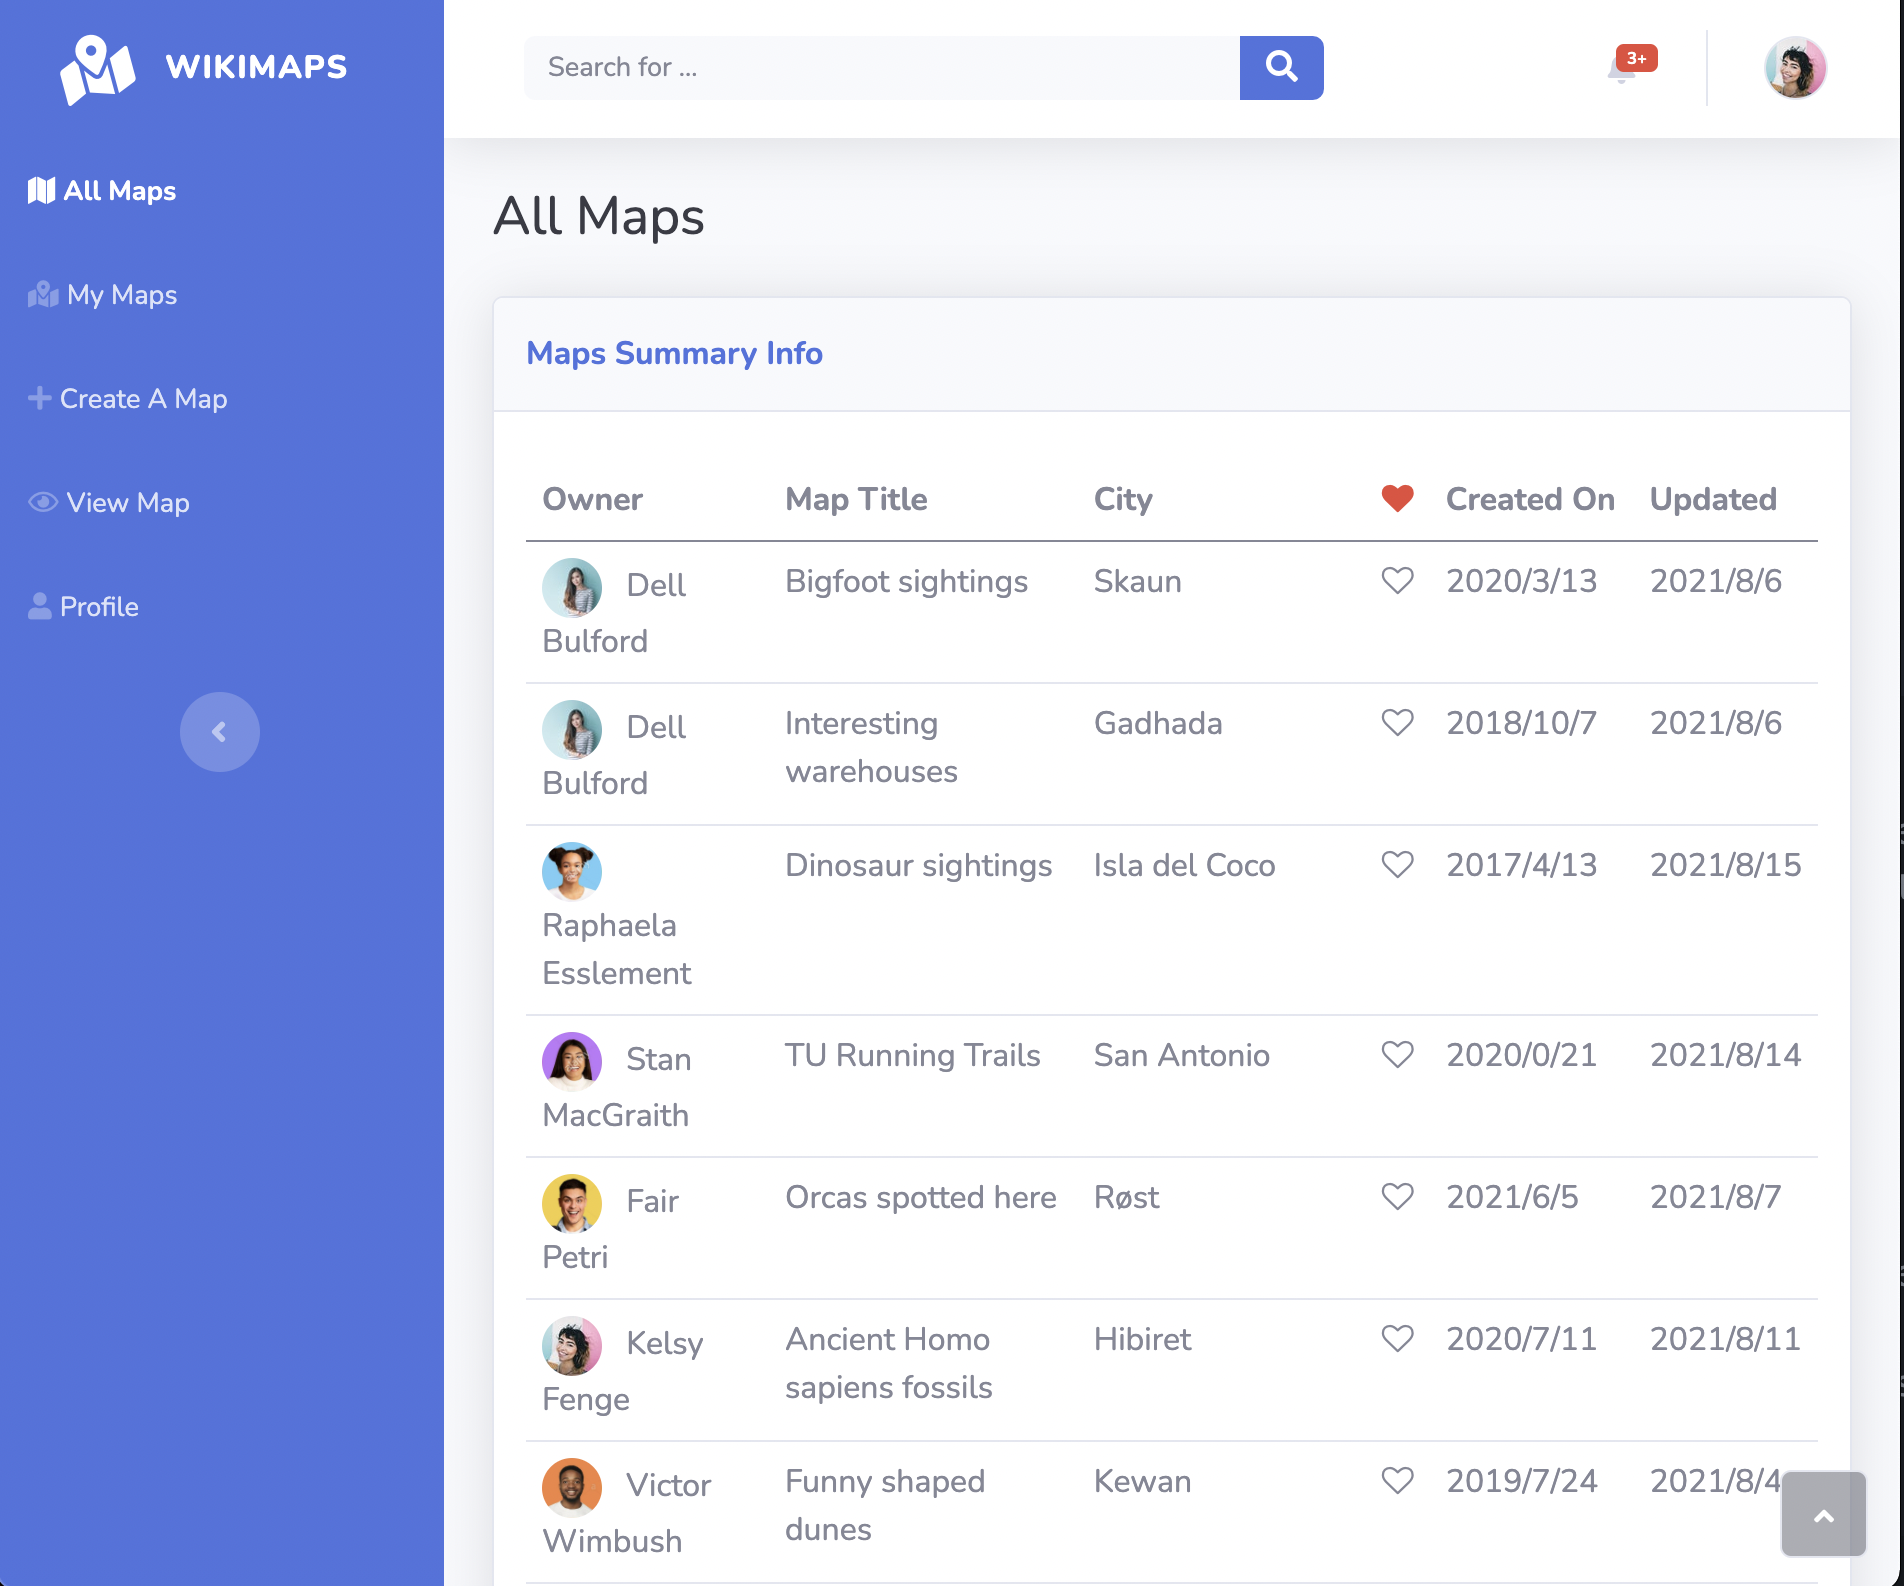 WIKIMAPS
Search for ...
3+
All Maps
My Maps
Create A Map
View Map
Profile
All Maps
Maps Summary Info
Owner Map Title City Created On Updated
Dell Bigfoot sightings Skaun 2020/3/13 2021/8/6
Bulford
Dell Interesting Gadhada 2018/10/7 2021/8/6
Bulford warehouses
Dinosaur sightings Isla del Coco 2017/4/13 2021/8/15
Raphaela
Esslement
Stan TU Running Trails San Antonio 2020/0/21 2021/8/14
MacGraith
Fair Orcas spotted here Røst 2021/6/5 2021/8/7
Petri
Kelsy Ancient Homo Hibiret 2020/7/11 2021/8/11
Fenge sapiens fossils
Victor Funny shaped Kewan 2019/7/24 2021/8/4
Wimbush dunes